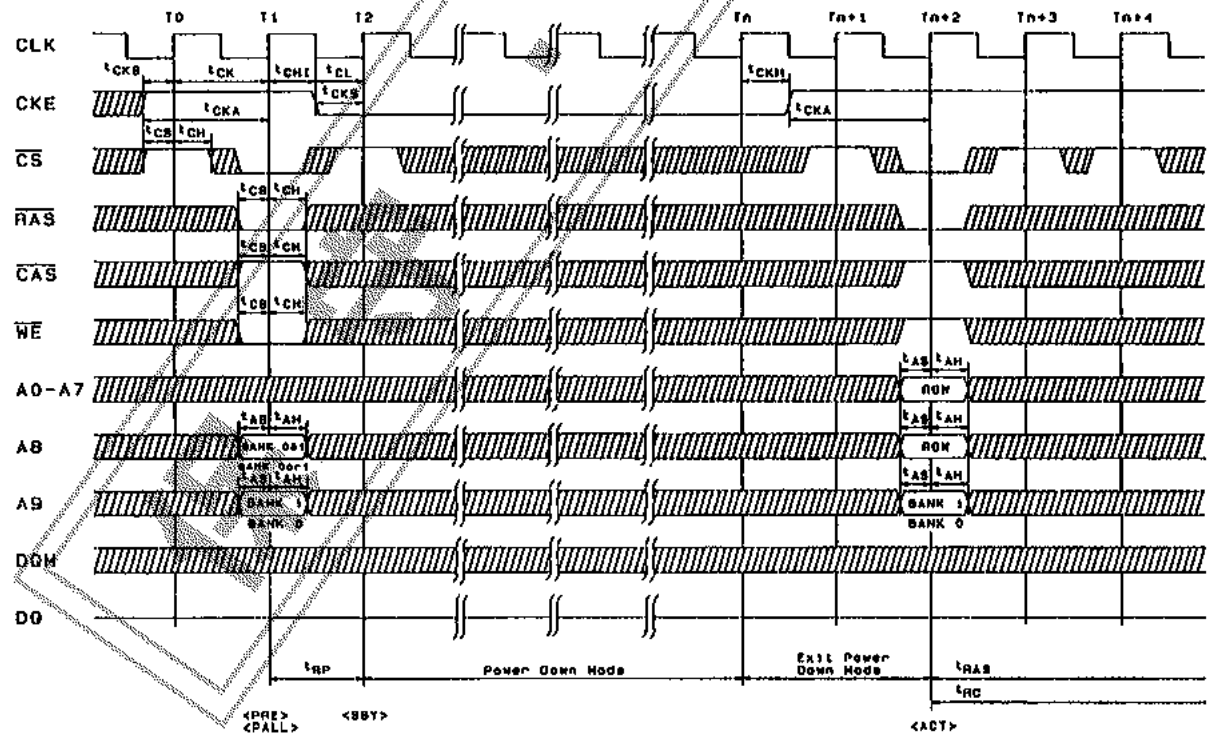 T0 T1 T2 Tn Tn+1 Tn+2 Tn+3 Tn+4
CLK
tCKS tCK tCHI tCL tCKH
CKE tCKS tCKA
tCKA
tCS tCH
CS
tCS tCH
RAS
tCS tCH
CAS
tCS tCH
WE
tAS tAH
A0-A7 ROW
tAS tAH tAS tAH
A8 BANK 0&1 ROW
BANK 0or1
tAS tAH tAS tAH
A9 BANK 1 BANK 1
BANK 0 BANK 0
DQM
DQ
tRP Power Down Mode Exit Power
Down Mode tRAS
tRC
<PRE> <SBY>
<PALL> <ACT>